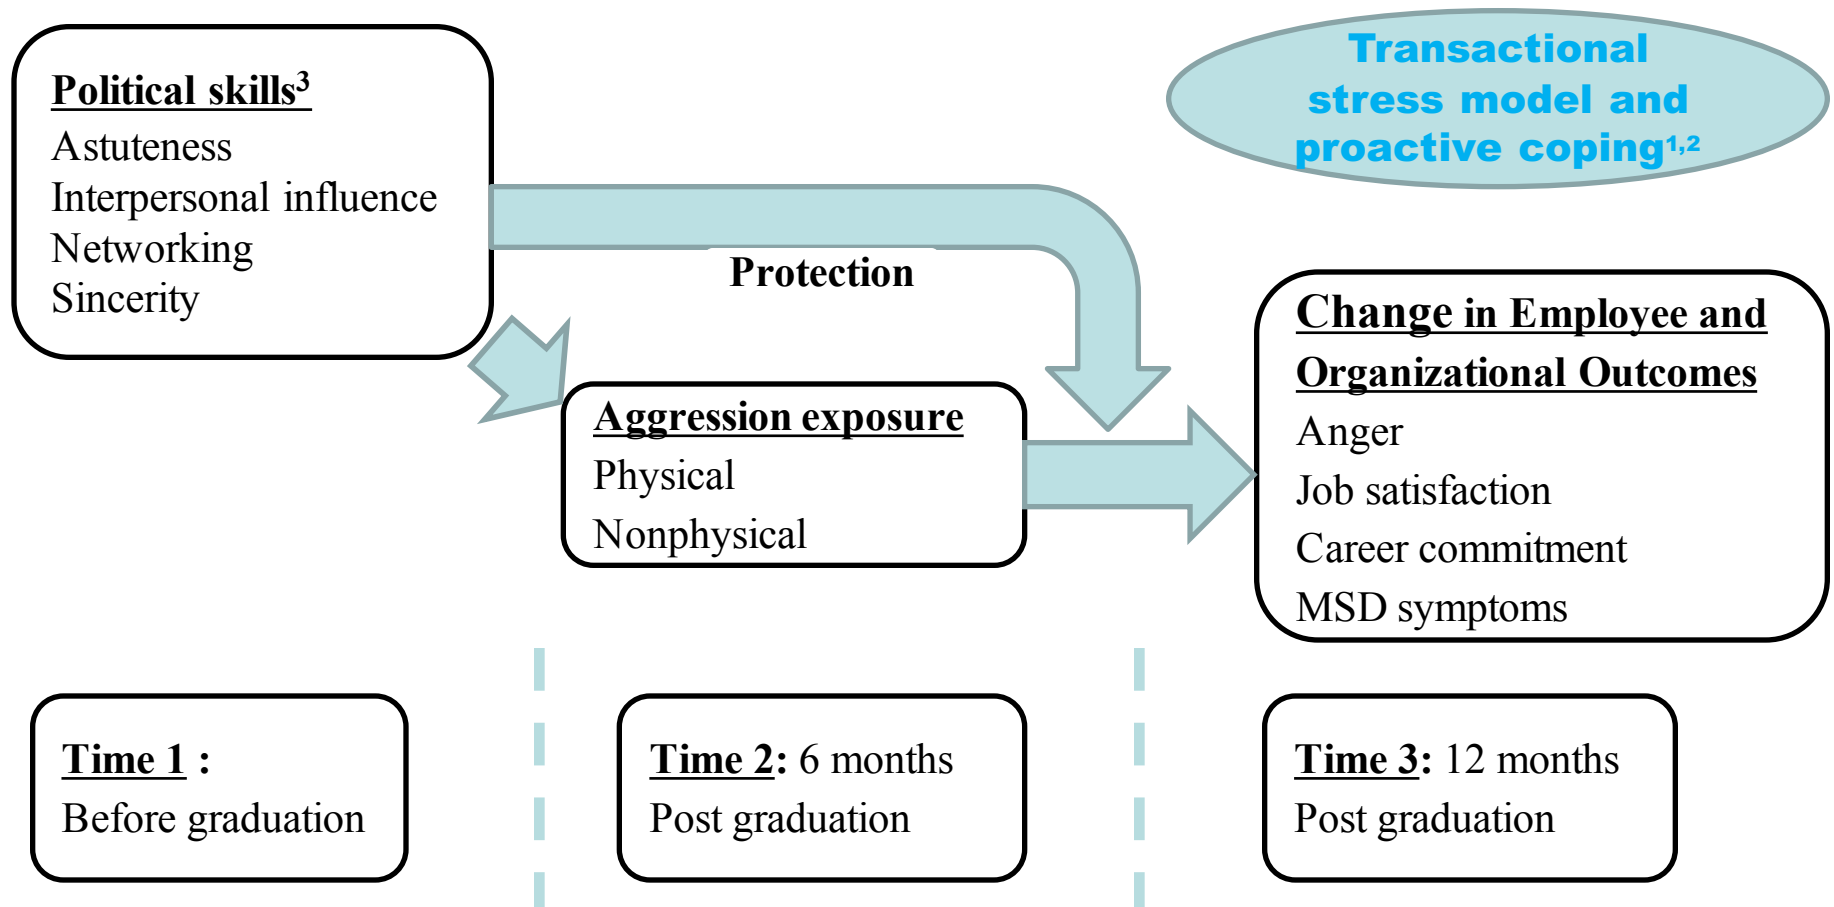 Political skills³
Astuteness
Interpersonal influence
Networking
Sincerity
Transactional
stress model and
proactive coping¹,²
Protection
Aggression exposure
Physical
Nonphysical
Change in Employee and
Organizational Outcomes
Anger
Job satisfaction
Career commitment
MSD symptoms
Time 1 :
Before graduation
Time 2: 6 months
Post graduation
Time 3: 12 months
Post graduation